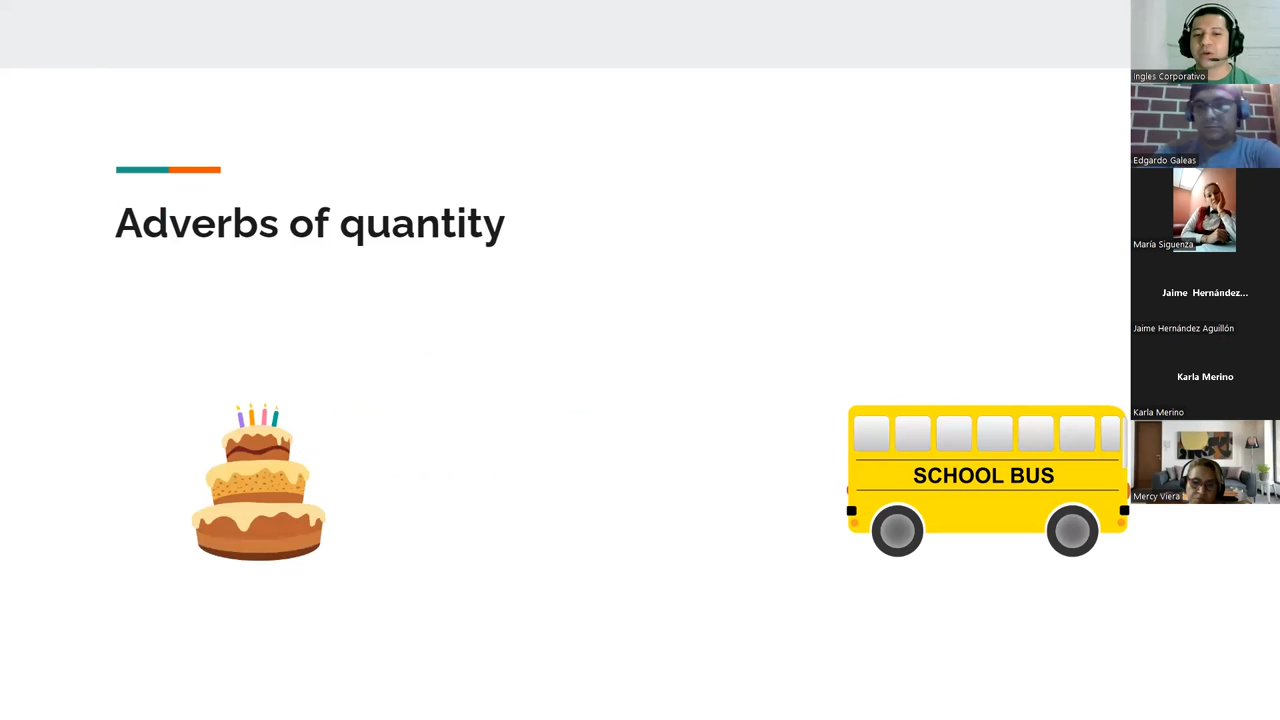 Adverbs of quantity
SCHOOL BUS
Ingles Corporativo
Edgardo Galeas
María Siguenza
Jaime Hernández...
Jaime Hernández Aguillón
Karla Merino
Karla Merino
Mercy Viera